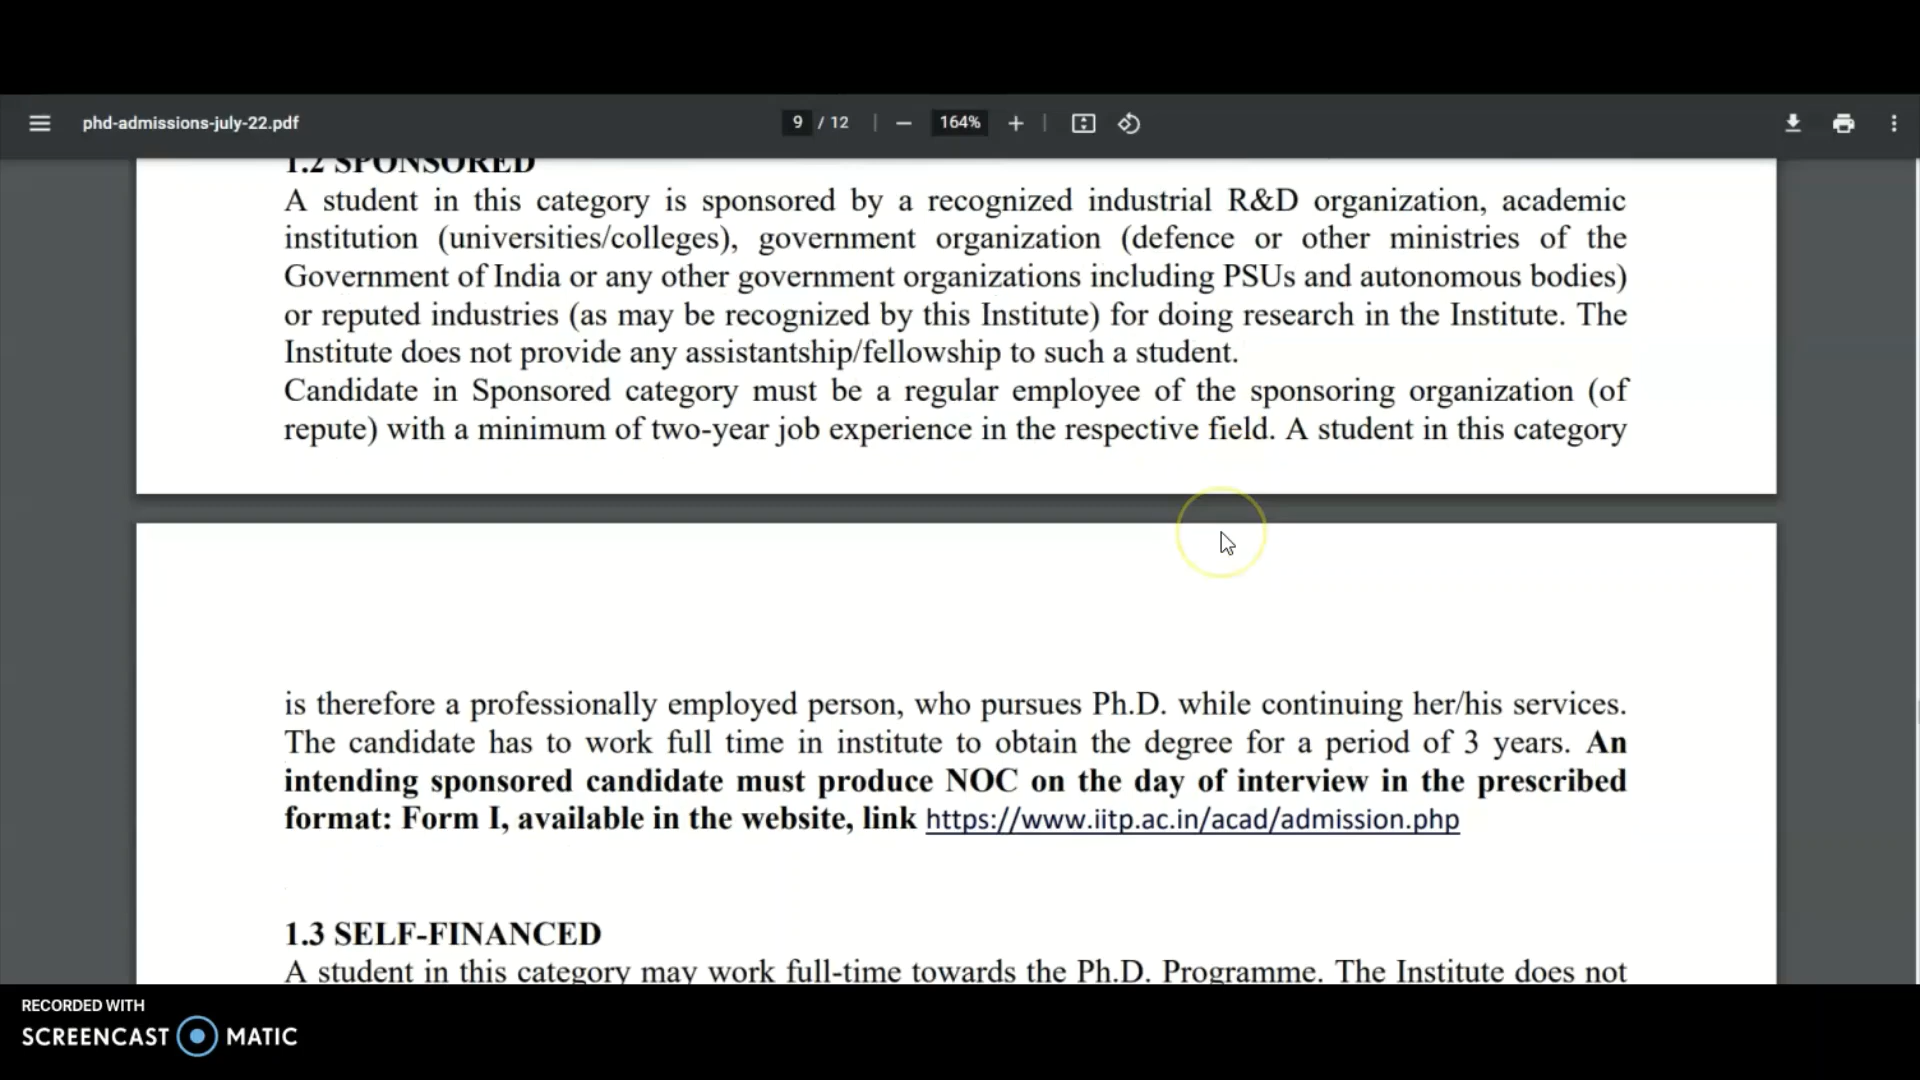 phd-admissions-july-22.pdf
9 / 12
164%
1.2 SPONSORED
A student in this category is sponsored by a recognized industrial R&D organization, academic
institution (universities/colleges), government organization (defence or other ministries of the
Government of India or any other government organizations including PSUs and autonomous bodies)
or reputed industries (as may be recognized by this Institute) for doing research in the Institute. The
Institute does not provide any assistantship/fellowship to such a student.
Candidate in Sponsored category must be a regular employee of the sponsoring organization (of
repute) with a minimum of two-year job experience in the respective field. A student in this category
is therefore a professionally employed person, who pursues Ph.D. while continuing her/his services.
The candidate has to work full time in institute to obtain the degree for a period of 3 years. An
intending sponsored candidate must produce NOC on the day of interview in the prescribed
format: Form I, available in the website, link https://www.iitp.ac.in/acad/admission.php
1.3 SELF-FINANCED
A student in this category may work full-time towards the Ph.D. Programme. The Institute does not
RECORDED WITH
SCREENCAST MATIC